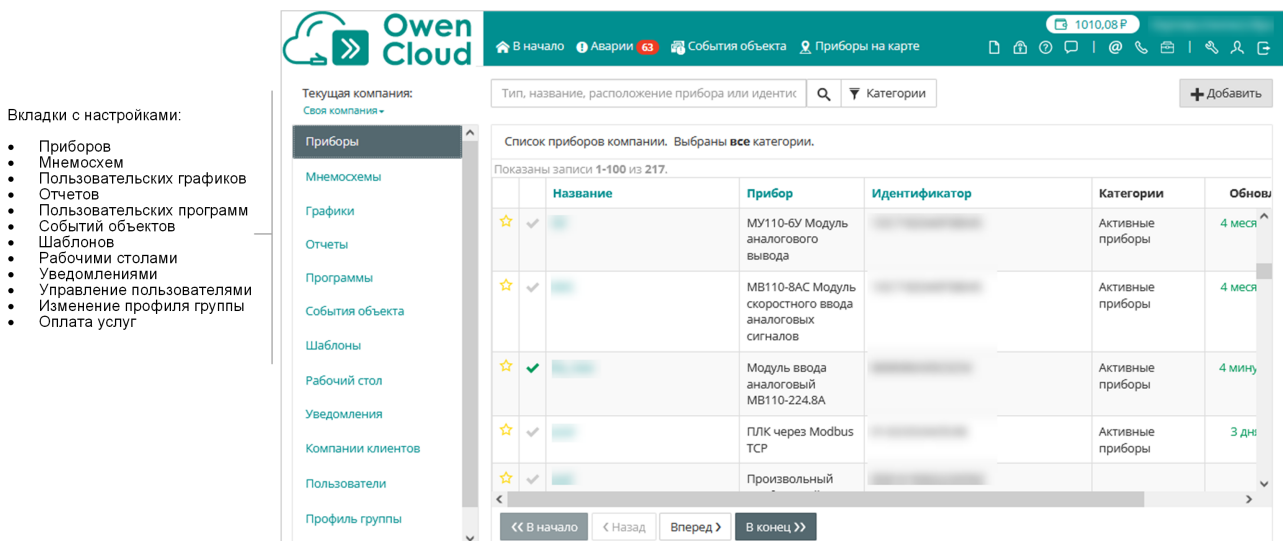 Вкладки с настройками:
• Приборов
• Мнемосхем
• Пользовательских графиков
• Отчетов
• Пользовательских программ
• Событий объектов
• Шаблонов
• Рабочими столами
• Уведомлениями
• Управление пользователями
• Изменение профиля группы
• Оплата услуг
Owen
Cloud
1010,08 ₽
В начало Аварии 63 События объекта Приборы на карте
Текущая компания:
Своя компания
Тип, название, расположение прибора или идентис
Категории
Добавить
Приборы
Мнемосхемы
Графики
Отчеты
Программы
События объекта
Шаблоны
Рабочий стол
Уведомления
Компании клиентов
Пользователи
Профиль группы
Список приборов компании. Выбраны все категории.
Показаны записи 1-100 из 217.
Название Прибор Идентификатор Категории Обновл
МУ110-6У Модуль
аналогового
вывода
Активные
приборы
4 меся
МВ110-8АС Модуль
скоростного ввода
аналоговых
сигналов
Активные
приборы
4 меся
Модуль ввода
аналоговый
МВ110-224.8А
Активные
приборы
4 мину
ПЛК через Modbus
TCP
Активные
приборы
3 дн
Произвольный
В начало Назад Вперед В конец